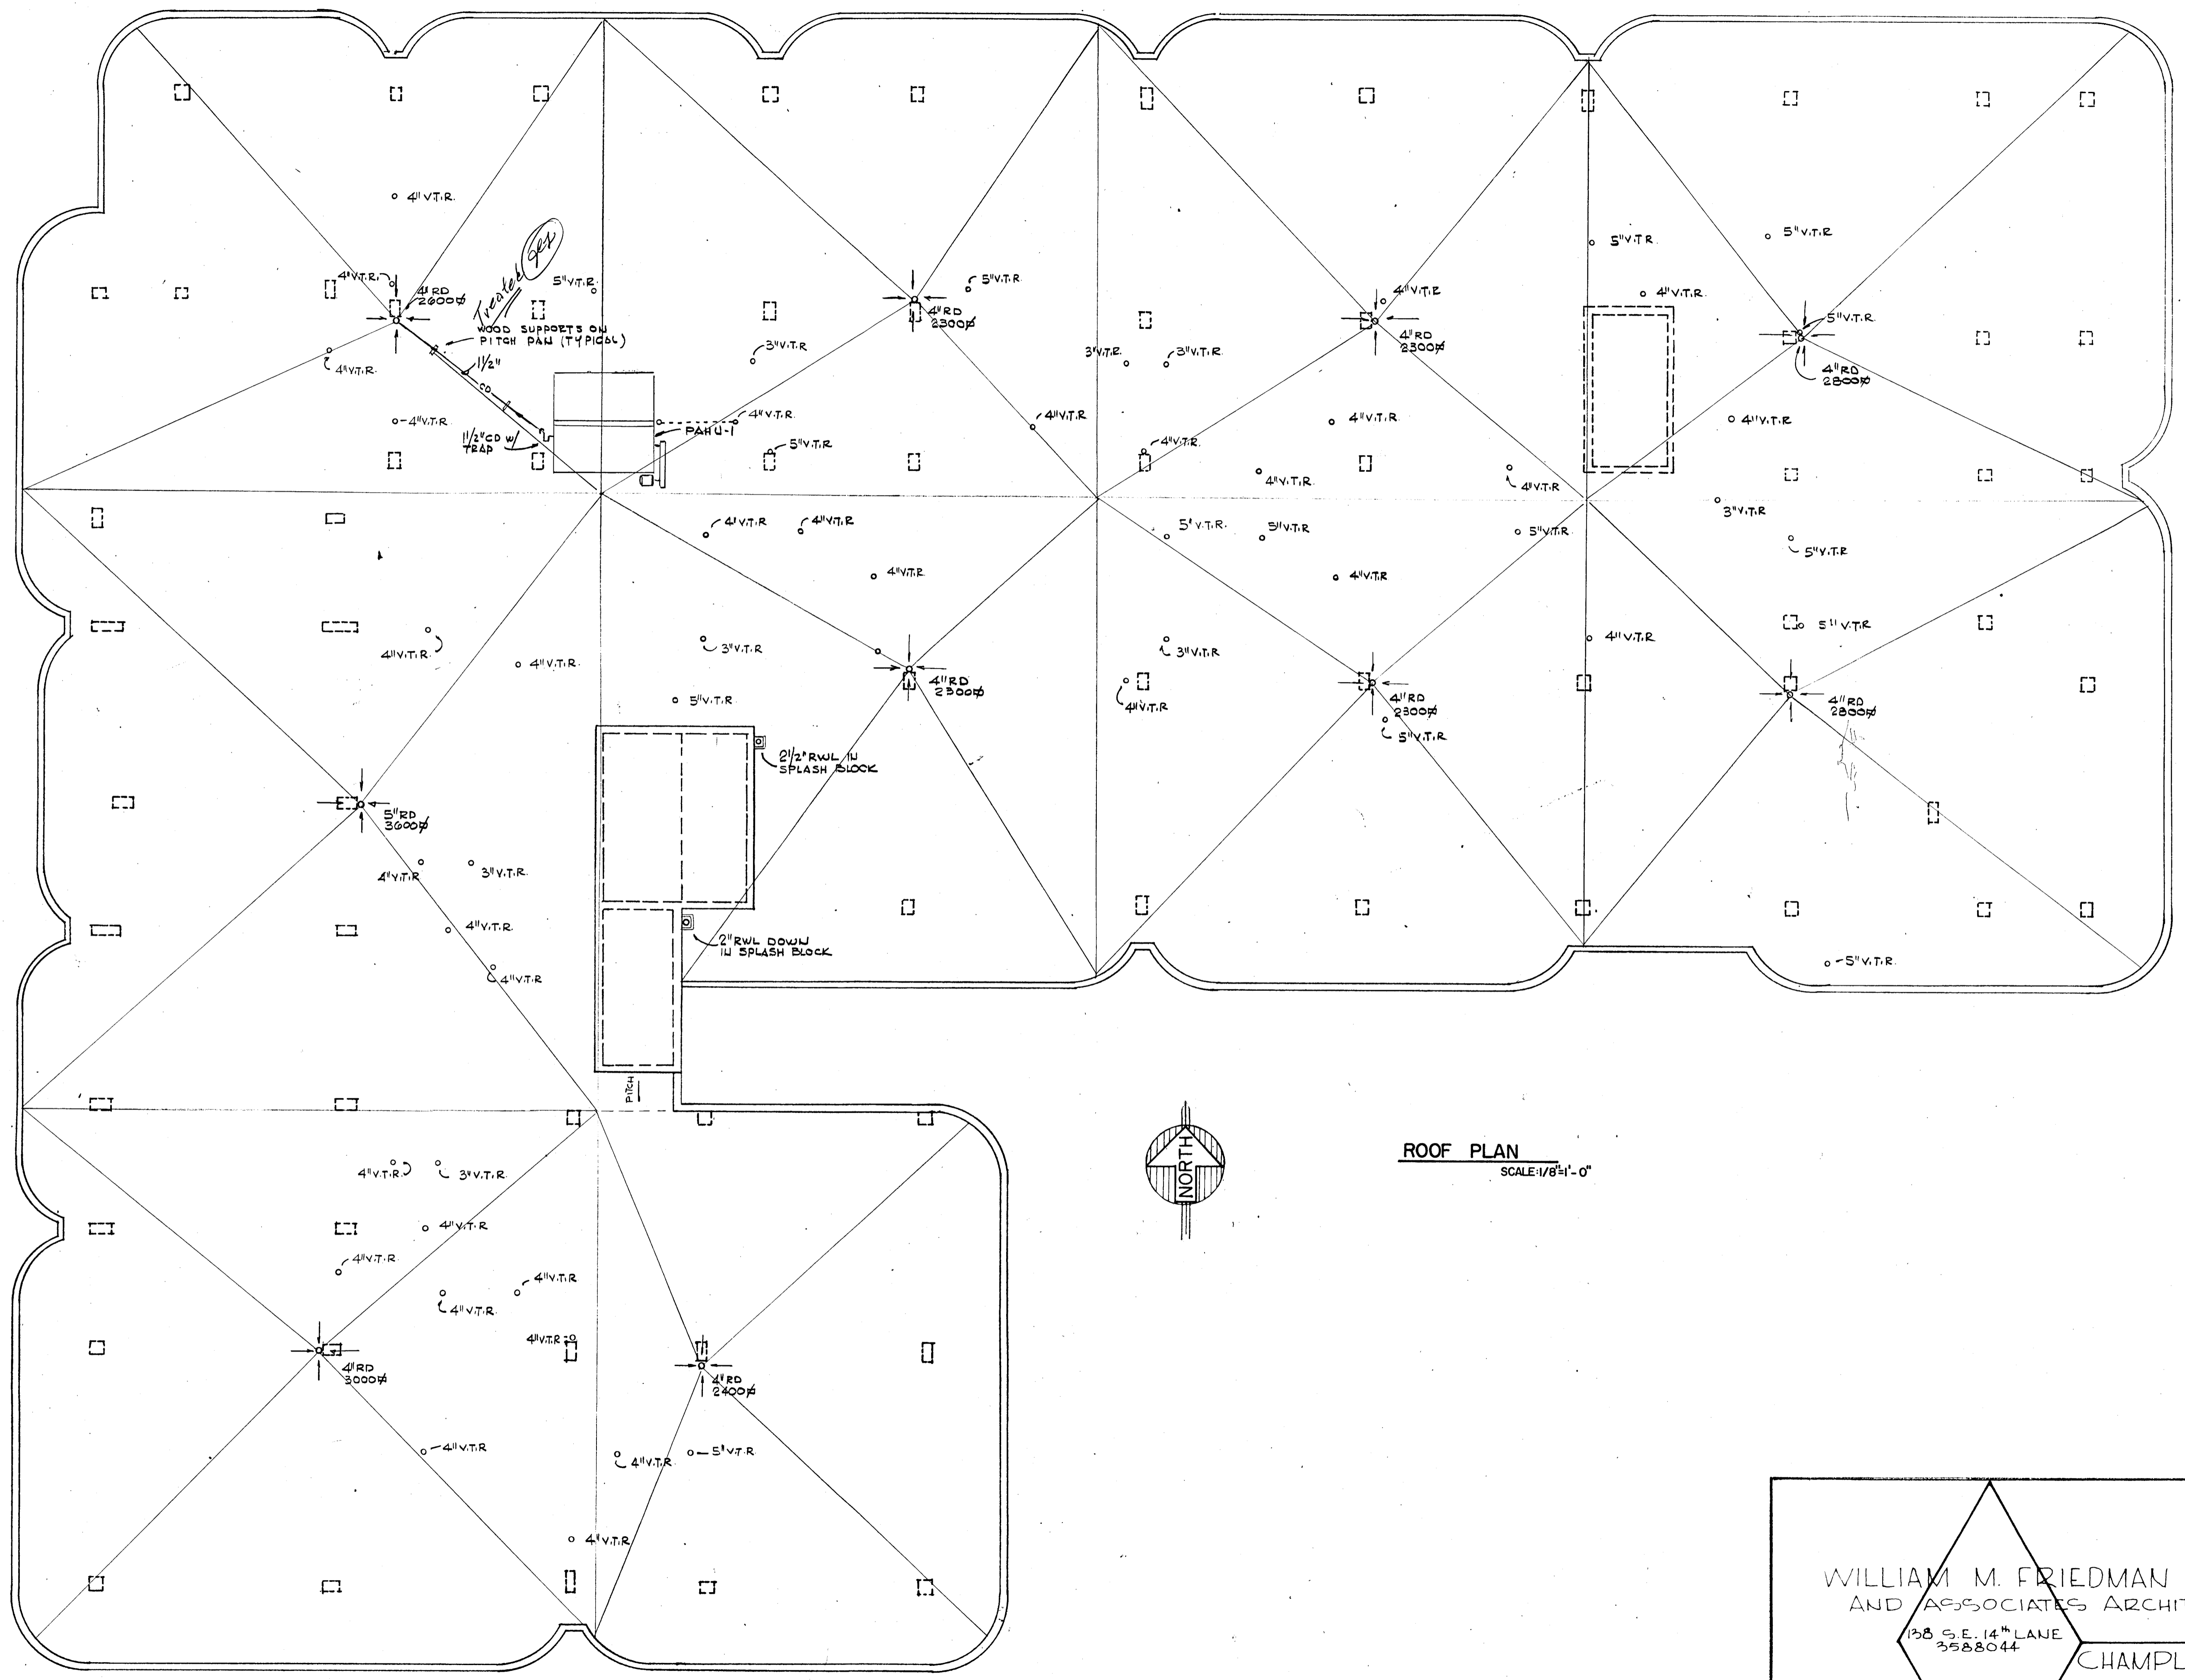 4" V.T.R.
Treated Yes
4" V.T.R.
4" RD
2600⌀
5" V.T.R.
WOOD SUPPORTS ON
PITCH PAN (TYPICAL)
4" V.T.R.
1 1/2"
CD
4" V.T.R.
1 1/2" CD W/
TRAP
PAHU-1
4" V.T.R.
5" V.T.R.
3" V.T.R
5" V.T.R
4" RD
2300⌀
4" V.T.R
3" V.T.R.
3" V.T.R
4" V.T.R.
4" V.T.R
4" RD
2300⌀
4" V.T.R.
4" V.T.R.
4" V.T.R
5" V.T.R.
5" V.T.R
4" V.T.R.
5" V.T.R.
4" RD
2800⌀
4" V.T.R.
3" V.T.R
5" V.T.R
4" V.T.R
4" V.T.R
4" V.T.R.
5" V.T.R.
5" V.T.R.
5" V.T.R.
4" V.T.R
4" V.T.R.
4" V.T.R.
3" V.T.R.
5" V.T.R.
4" RD
2300⌀
3" V.T.R
4" V.T.R
4" RD
2300⌀
5" V.T.R
4" V.T.R
5" V.T.R
4" RD
2800⌀
2 1/2" RWL IN
SPLASH BLOCK
5" RD
3600⌀
4" V.T.R
3" V.T.R.
4" V.T.R.
4" V.T.R
2" RWL DOWN
IN SPLASH BLOCK
5" V.T.R.
PITCH
NORTH
ROOF PLAN
SCALE: 1/8"=1'-0"
4" V.T.R.
3" V.T.R.
4" V.T.R
4" V.T.R.
4" V.T.R
4" V.T.R.
4" V.T.R
4" RD
3000⌀
4" RD
2400⌀
4" V.T.R
4" V.T.R
5" V.T.R
4" V.T.R
WILLIAM M. FRIEDMAN
AND ASSOCIATES ARCHIT
138 S.E. 14th LANE
3588044
CHAMPL